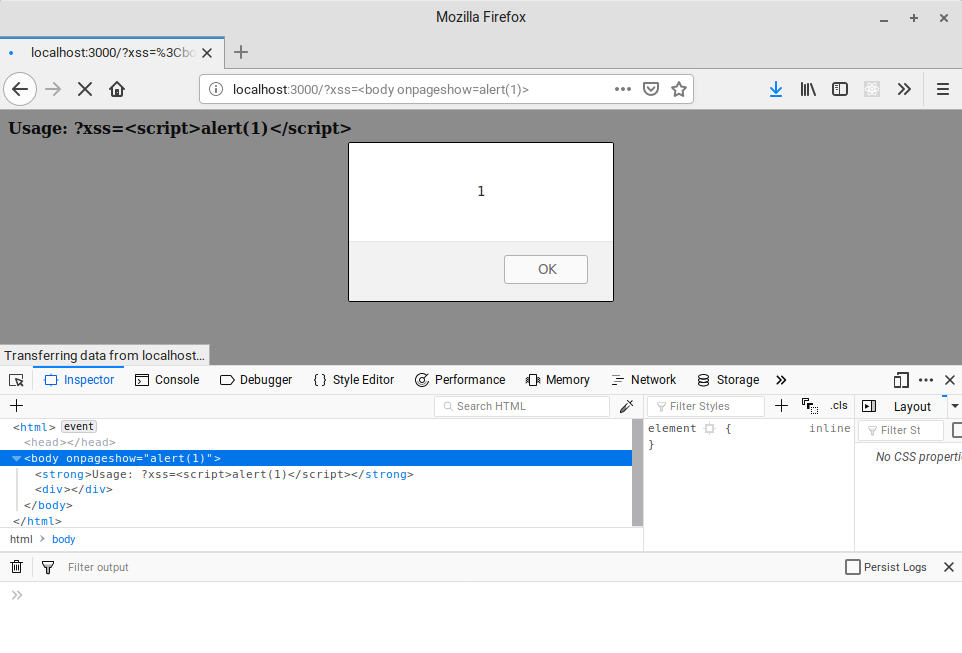 Mozilla Firefox
localhost:3000/?xss=%3Cbo
localhost:3000/?xss=<body onpageshow=alert(1)>
Usage: ?xss=<script>alert(1)</script>
1
OK
Transferring data from localhost...
Inspector Console Debugger {} Style Editor Performance Memory Network Storage
Search HTML
Filter Styles
.cls
Layout
<html> event
element { inline
Filter St
<head></head>
}
<body onpageshow="alert(1)">
No CSS properti
<strong>Usage: ?xss=<script>alert(1)</script></strong>
<div></div>
</body>
</html>
html > body
Filter output
Persist Logs